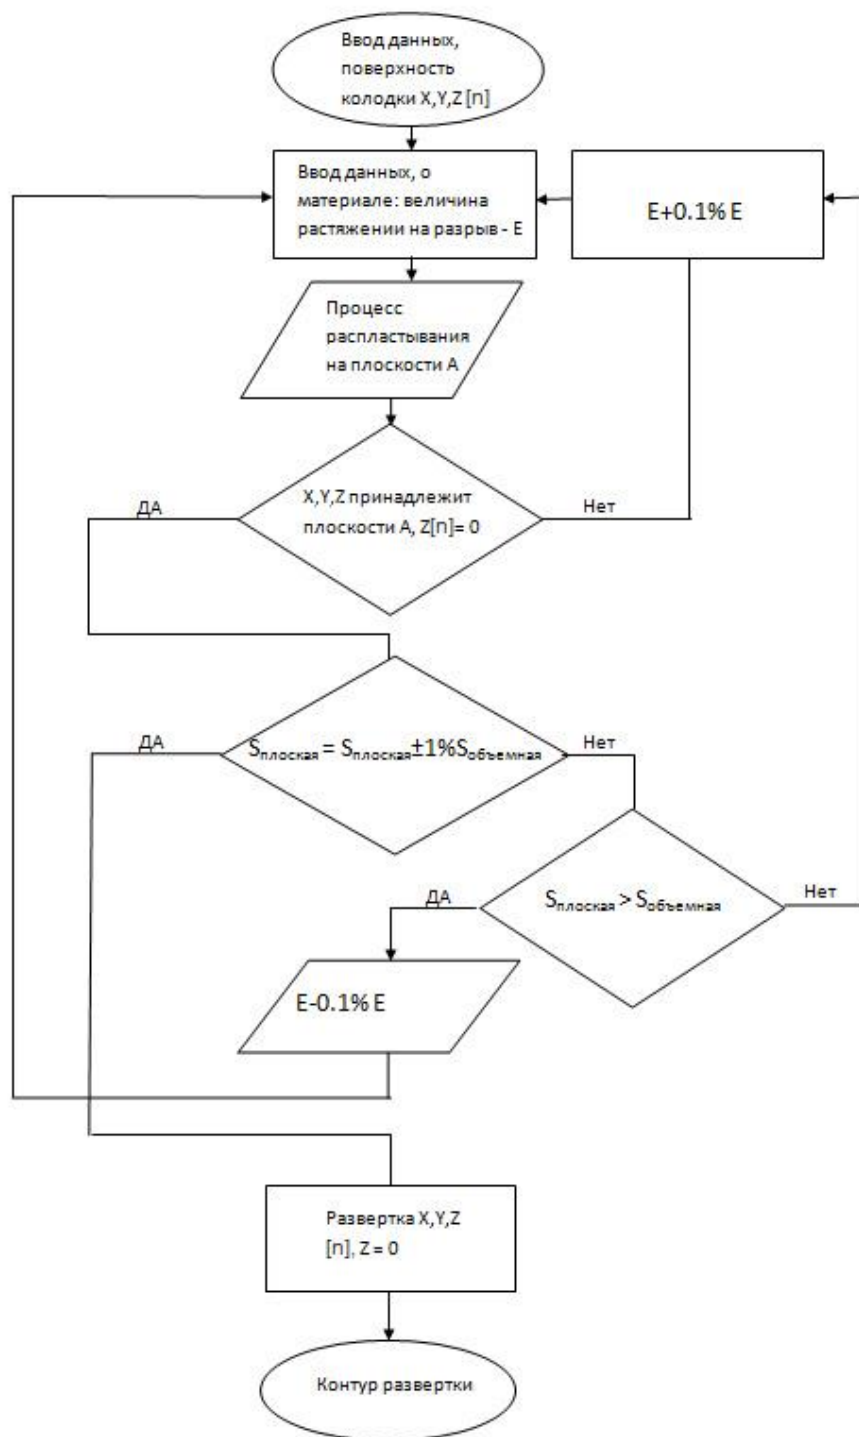 Ввод данных,
поверхность
колодки X,Y,Z [n]
Ввод данных, о
материале: величина
растяжении на разрыв - E
E+0.1% E
Процесс
распластывания
на плоскости А
X,Y,Z принадлежит
плоскости А, Z[n]= 0
ДА
Нет
Sплоская = Sплоская±1%Sобъемная
ДА
Нет
Sплоская > Sобъемная
ДА
Нет
E-0.1% E
Развертка X,Y,Z
[n], Z = 0
Контур развертки